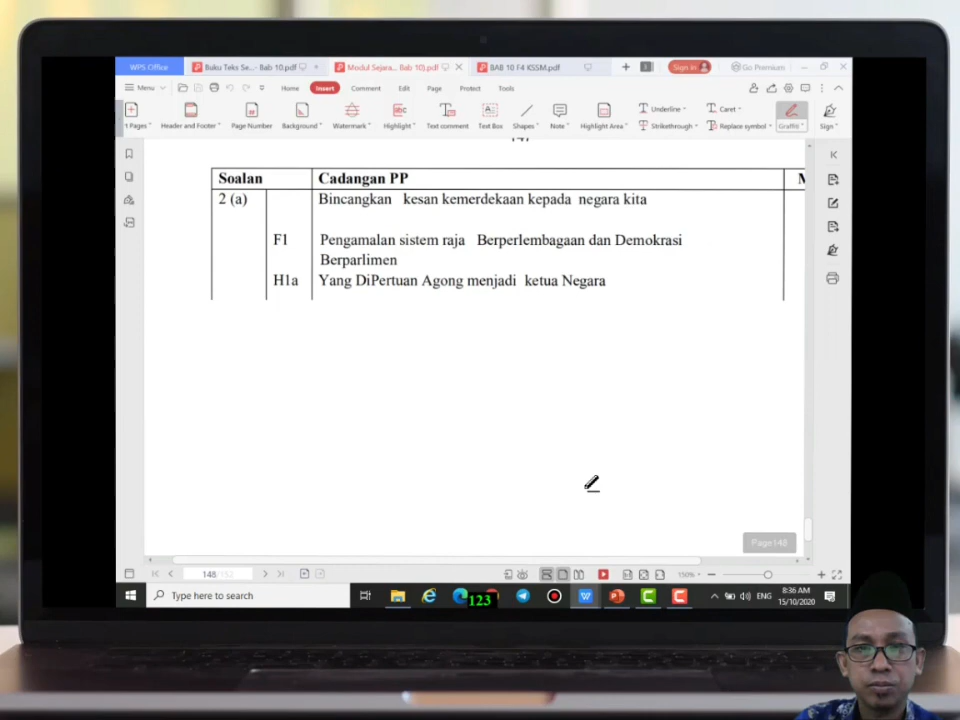 WPS Office
Buku Teks Se...- Bab 10.pdf
Modul Sejara... Bab 10).pdf
BAB 10 F4 KSSM.pdf
Sign in
Go Premium
Menu
Home
Insert
Comment
Edit
Page
Protect
Tools
rt Pages
Header and Footer
Page Number
Background
Watermark
Highlight
Text comment
Text Box
Shapes
Note
Highlight Area
Underline
Strikethrough
Caret
Replace symbol
Graffiti
Sign
Soalan Cadangan PP
2 (a) Bincangkan kesan kemerdekaan kepada negara kita
F1 Pengamalan sistem raja Berperlembagaan dan Demokrasi
Berparlimen
H1a Yang DiPertuan Agong menjadi ketua Negara
Page148
148/152
150%
Type here to search
123
ENG
8:36 AM
15/10/2020